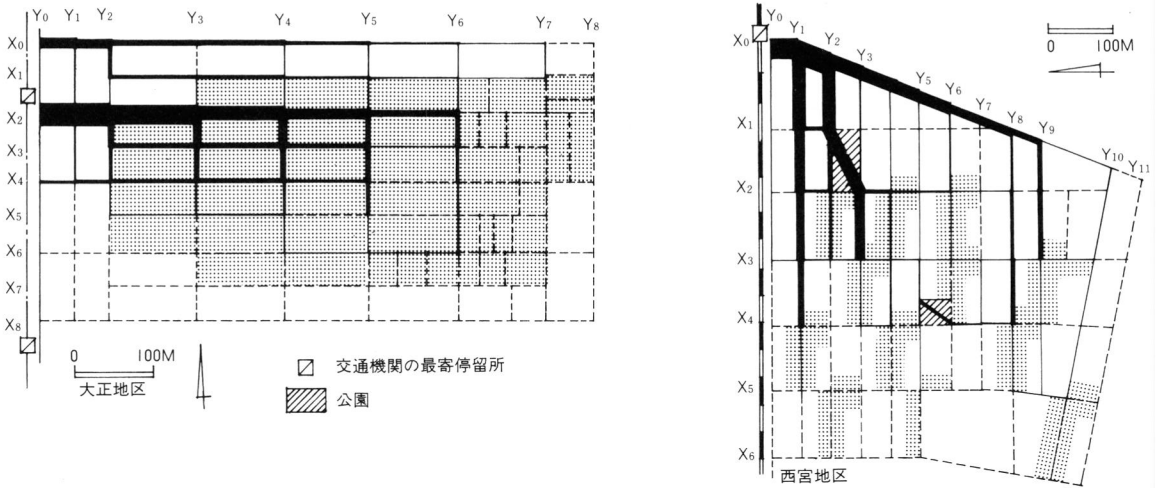 Y0 Y1 Y2 Y3 Y4 Y5 Y6 Y7 Y8
X0
X1
X2
X3
X4
X5
X6
X7
X8
0 100M
大正地区
交通機関の最寄停留所
公園
Y0
Y1
Y2
Y3
Y5
Y6
Y7
Y8
Y9
Y10
Y11
0 100M
X0
X1
X2
X3
X4
X5
X6
西宮地区